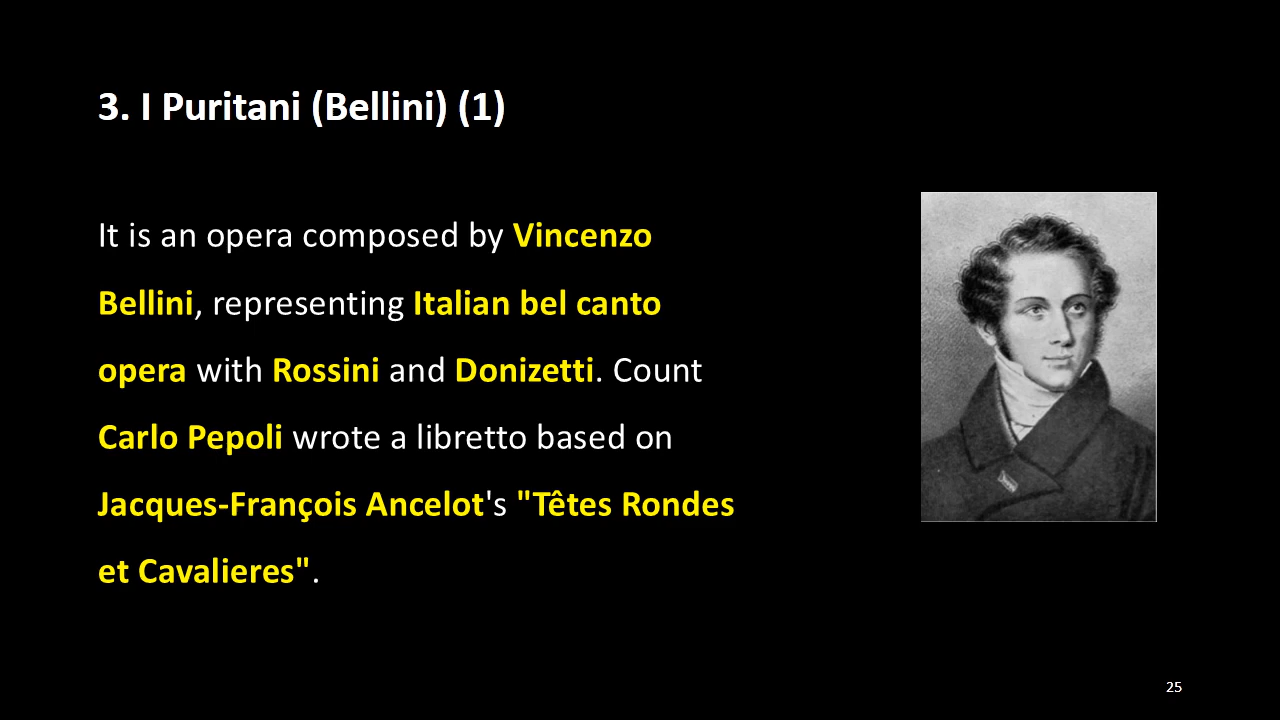 3. I Puritani (Bellini) (1)
It is an opera composed by Vincenzo
Bellini, representing Italian bel canto
opera with Rossini and Donizetti. Count
Carlo Pepoli wrote a libretto based on
Jacques-François Ancelot's "Têtes Rondes
et Cavalieres".
25